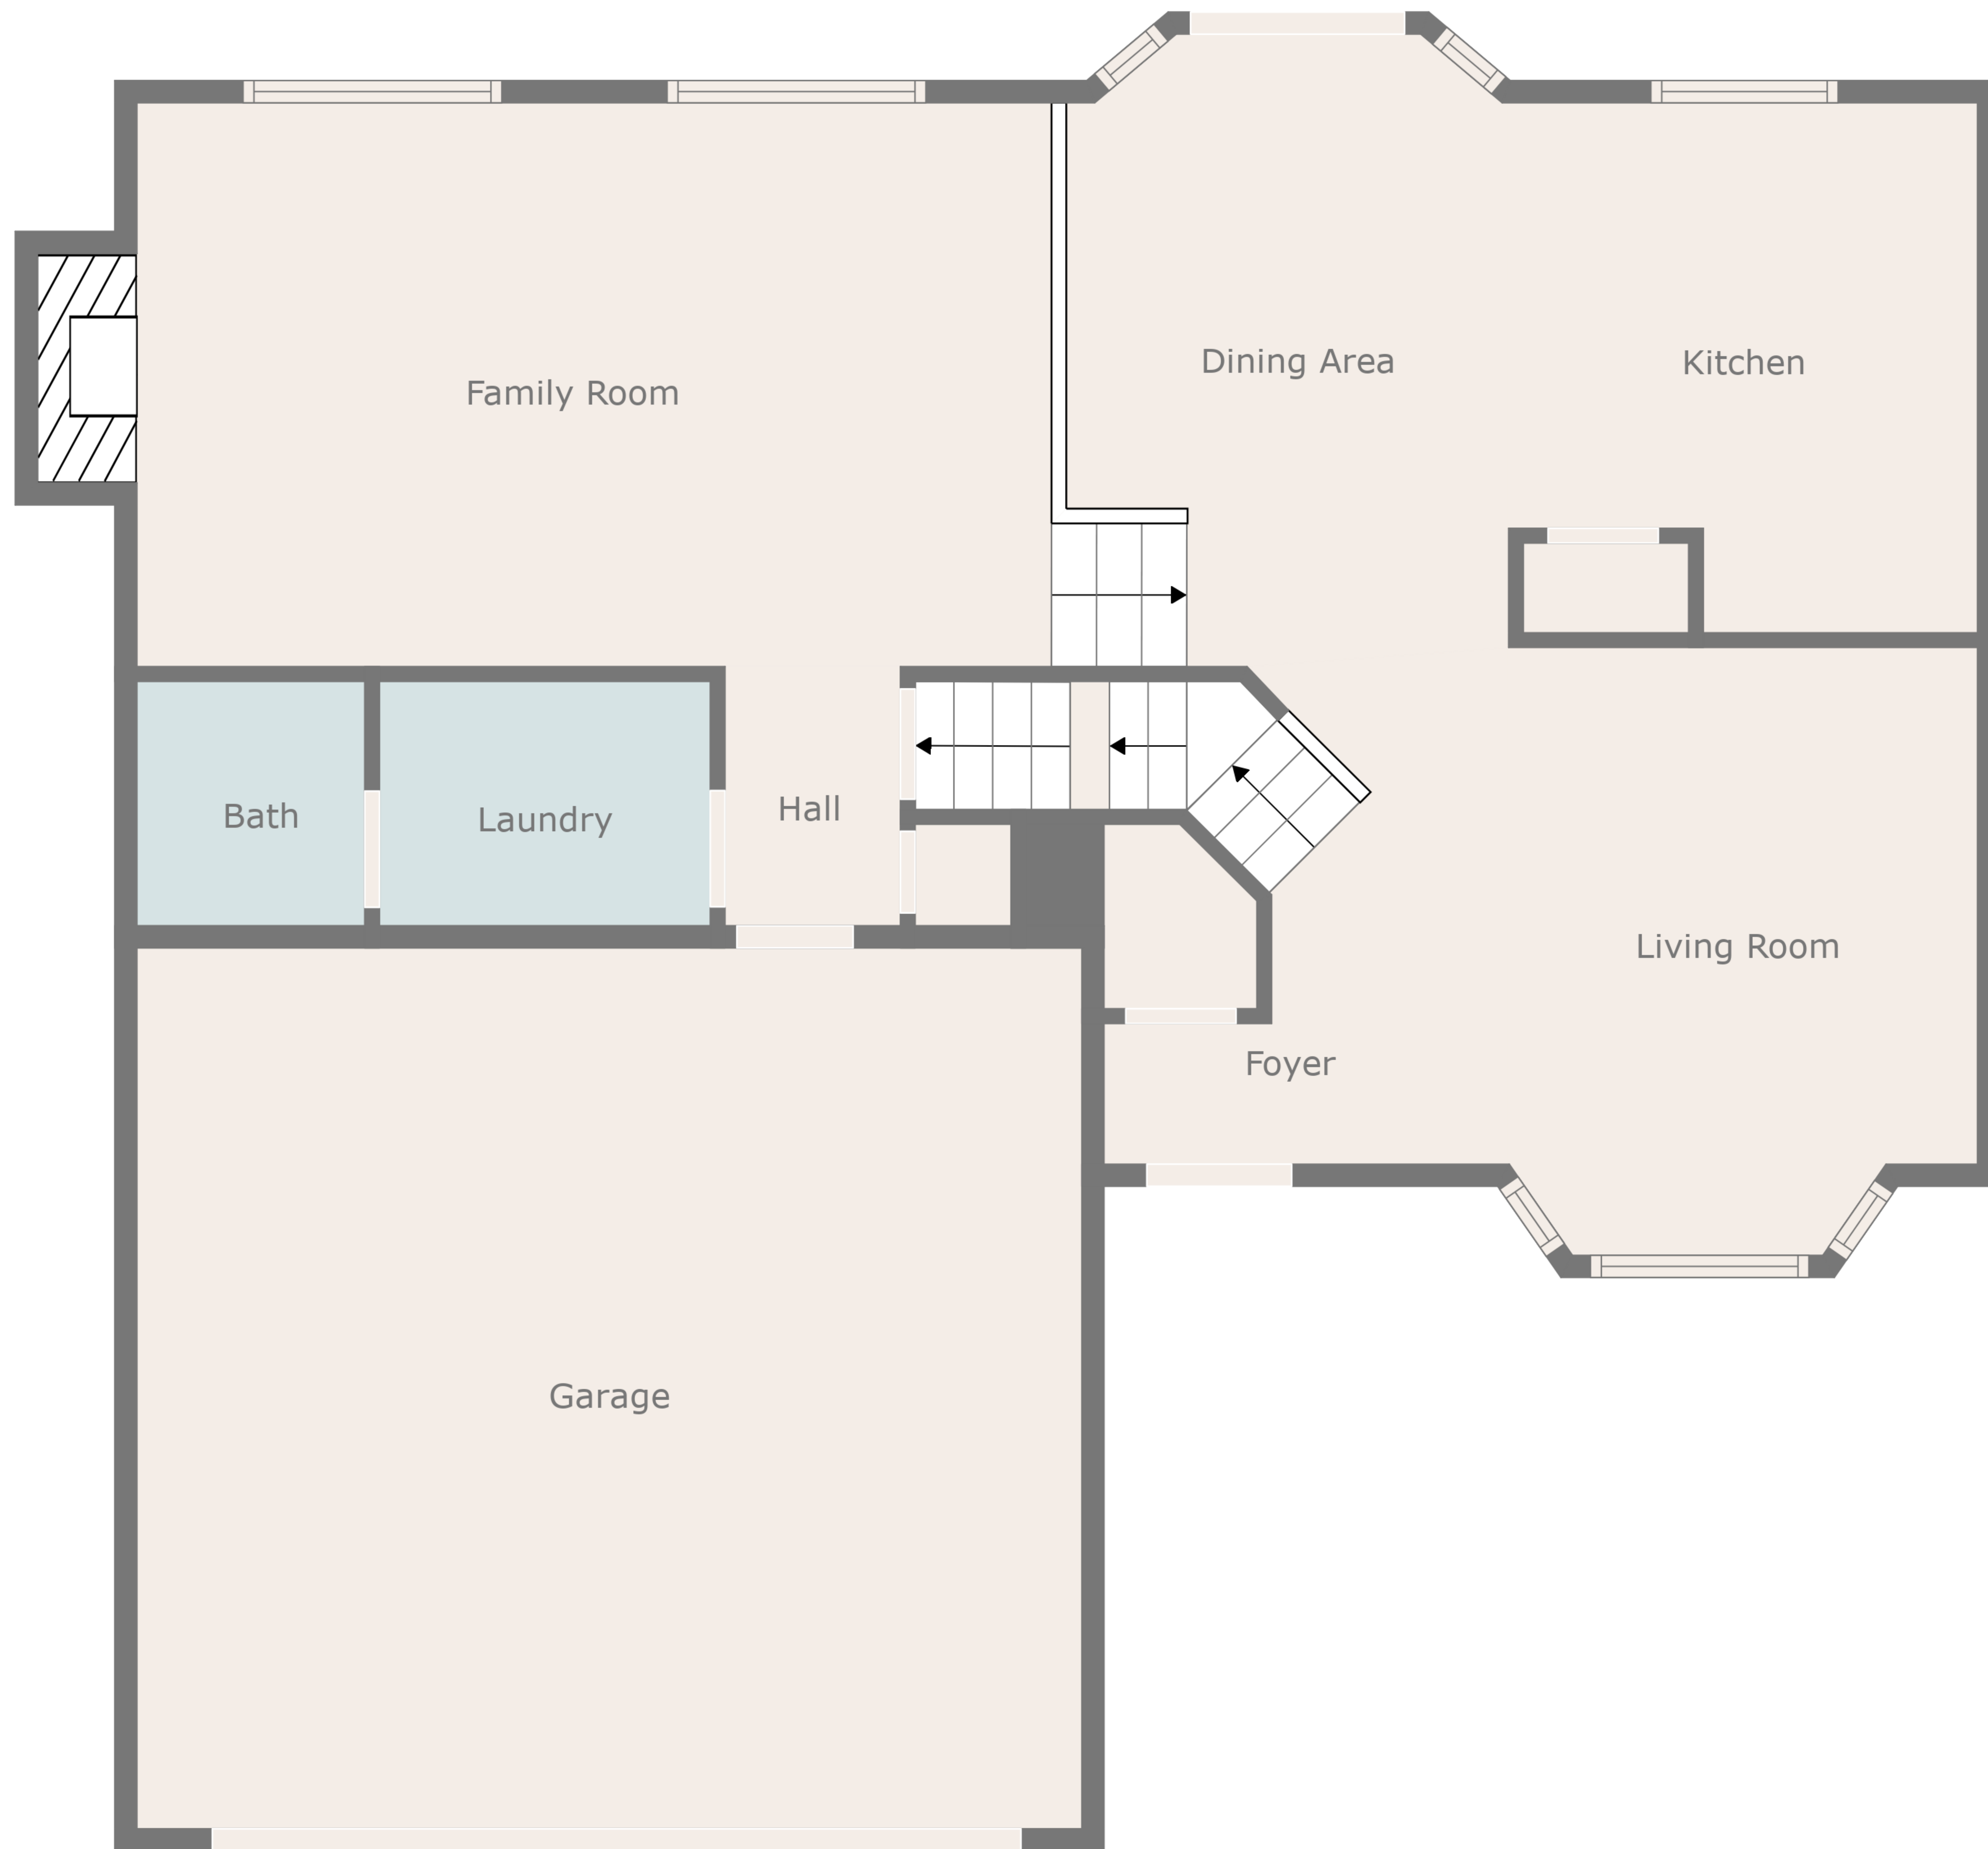 Dining Area
Kitchen
Family Room
Bath
Laundry
Hall
Living Room
Foyer
Garage